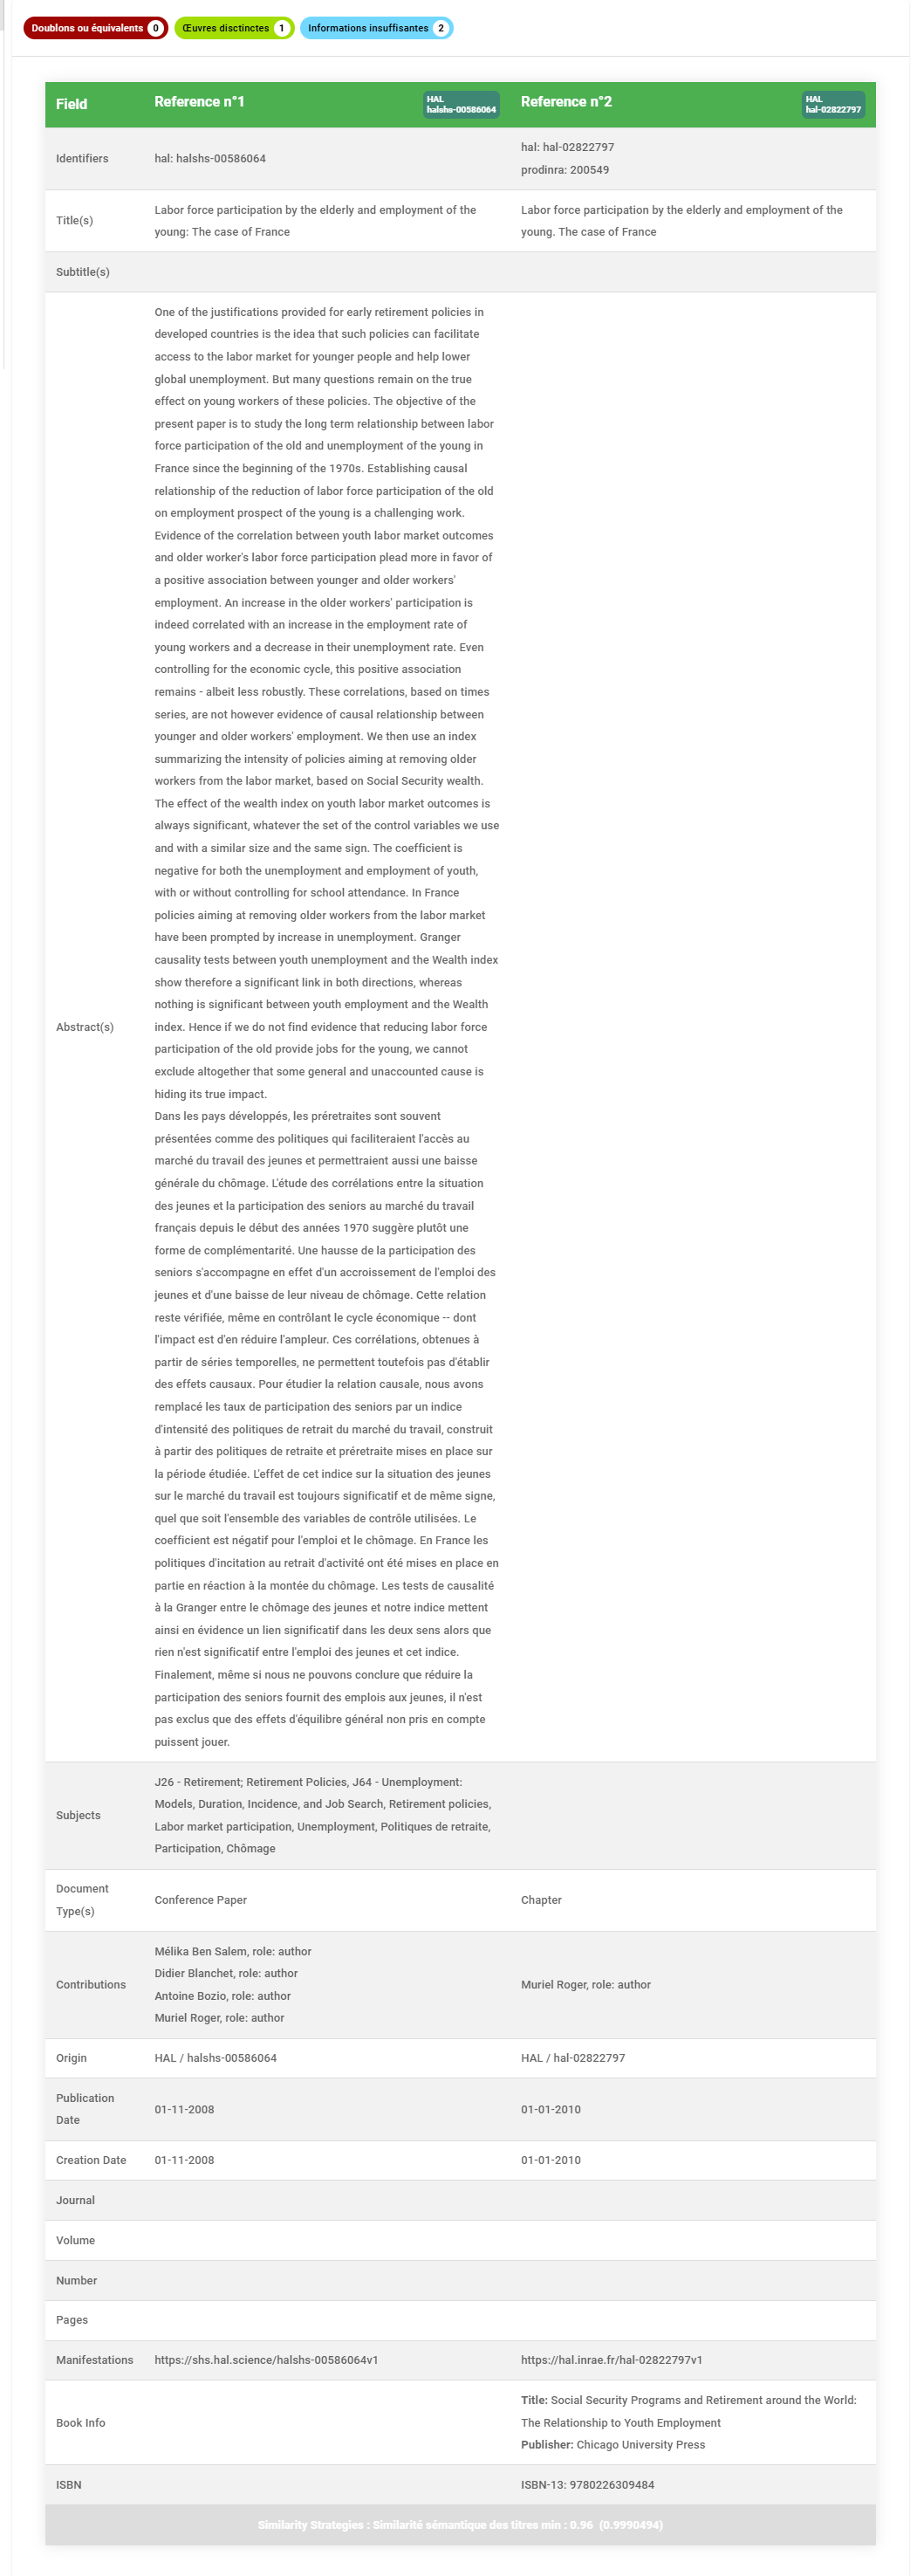 Doublons ou équivalents 0 Œuvres disctinctes 1 Informations insuffisantes 2
Field Reference n°1 HAL
halshs-00586064 Reference n°2 HAL
hal-02822797
Identifiers hal: halshs-00586064 hal: hal-02822797
prodinra: 200549
Title(s) Labor force participation by the elderly and employment of the
young: The case of France
Labor force participation by the elderly and employment of the
young. The case of France
Subtitle(s)
Abstract(s)
One of the justifications provided for early retirement policies in
developed countries is the idea that such policies can facilitate
access to the labor market for younger people and help lower
global unemployment. But many questions remain on the true
effect on young workers of these policies. The objective of the
present paper is to study the long term relationship between labor
force participation of the old and unemployment of the young in
France since the beginning of the 1970s. Establishing causal
relationship of the reduction of labor force participation of the old
on employment prospect of the young is a challenging work.
Evidence of the correlation between youth labor market outcomes
and older worker's labor force participation plead more in favor of
a positive association between younger and older workers'
employment. An increase in the older workers' participation is
indeed correlated with an increase in the employment rate of
young workers and a decrease in their unemployment rate. Even
controlling for the economic cycle, this positive association
remains - albeit less robustly. These correlations, based on times
series, are not however evidence of causal relationship between
younger and older workers' employment. We then use an index
summarizing the intensity of policies aiming at removing older
workers from the labor market, based on Social Security wealth.
The effect of the wealth index on youth labor market outcomes is
always significant, whatever the set of the control variables we use
and with a similar size and the same sign. The coefficient is
negative for both the unemployment and employment of youth,
with or without controlling for school attendance. In France
policies aiming at removing older workers from the labor market
have been prompted by increase in unemployment. Granger
causality tests between youth unemployment and the Wealth index
show therefore a significant link in both directions, whereas
nothing is significant between youth employment and the Wealth
index. Hence if we do not find evidence that reducing labor force
participation of the old provide jobs for the young, we cannot
exclude altogether that some general and unaccounted cause is
hiding its true impact.
Dans les pays développés, les préretraites sont souvent
présentées comme des politiques qui faciliteraient l'accès au
marché du travail des jeunes et permettraient aussi une baisse
générale du chômage. L'étude des corrélations entre la situation
des jeunes et la participation des seniors au marché du travail
français depuis le début des années 1970 suggère plutôt une
forme de complémentarité. Une hausse de la participation des
seniors s'accompagne en effet d'un accroissement de l'emploi des
jeunes et d'une baisse de leur niveau de chômage. Cette relation
reste vérifiée, même en contrôlant le cycle économique -- dont
l'impact est d'en réduire l'ampleur. Ces corrélations, obtenues à
partir de séries temporelles, ne permettent toutefois pas d'établir
des effets causaux. Pour étudier la relation causale, nous avons
remplacé les taux de participation des seniors par un indice
d'intensité des politiques de retrait du marché du travail, construit
à partir des politiques de retraite et préretraite mises en place sur
la période étudiée. L'effet de cet indice sur la situation des jeunes
sur le marché du travail est toujours significatif et de même signe,
quel que soit l'ensemble des variables de contrôle utilisées. Le
coefficient est négatif pour l'emploi et le chômage. En France les
politiques d'incitation au retrait d'activité ont été mises en place en
partie en réaction à la montée du chômage. Les tests de causalité
à la Granger entre le chômage des jeunes et notre indice mettent
ainsi en évidence un lien significatif dans les deux sens alors que
rien n'est significatif entre l'emploi des jeunes et cet indice.
Finalement, même si nous ne pouvons conclure que réduire la
participation des seniors fournit des emplois aux jeunes, il n'est
pas exclus que des effets d'équilibre général non pris en compte
puissent jouer.
Subjects
J26 - Retirement; Retirement Policies, J64 - Unemployment:
Models, Duration, Incidence, and Job Search, Retirement policies,
Labor market participation, Unemployment, Politiques de retraite,
Participation, Chômage
Document
Type(s) Conference Paper Chapter
Contributions
Mélika Ben Salem, role: author
Didier Blanchet, role: author
Antoine Bozio, role: author
Muriel Roger, role: author
Muriel Roger, role: author
Origin HAL / halshs-00586064 HAL / hal-02822797
Publication
Date 01-11-2008 01-01-2010
Creation Date 01-11-2008 01-01-2010
Journal
Volume
Number
Pages
Manifestations https://shs.hal.science/halshs-00586064v1 https://hal.inrae.fr/hal-02822797v1
Book Info
Title: Social Security Programs and Retirement around the World:
The Relationship to Youth Employment
Publisher: Chicago University Press
ISBN ISBN-13: 9780226309484
Similarity Strategies : Similarité sémantique des titres min : 0.96 (0.9990494)